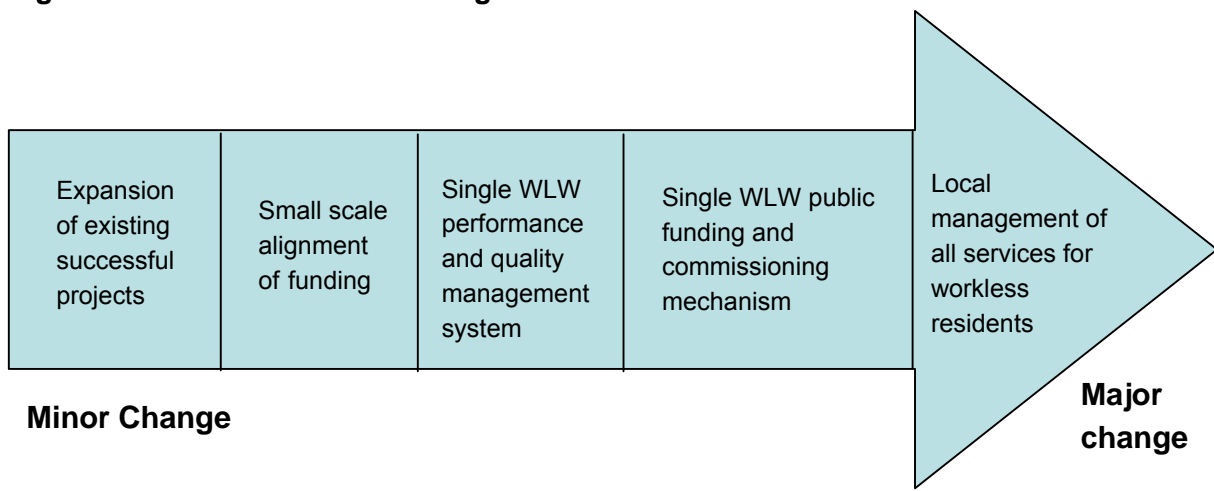 Expansion
of existing
successful
projects
Small scale
alignment
of funding
Single WLW
performance
and quality
management
system
Single WLW public
funding and
commissioning
mechanism
Local
management of
all services for
workless
residents
Minor Change
Major
change